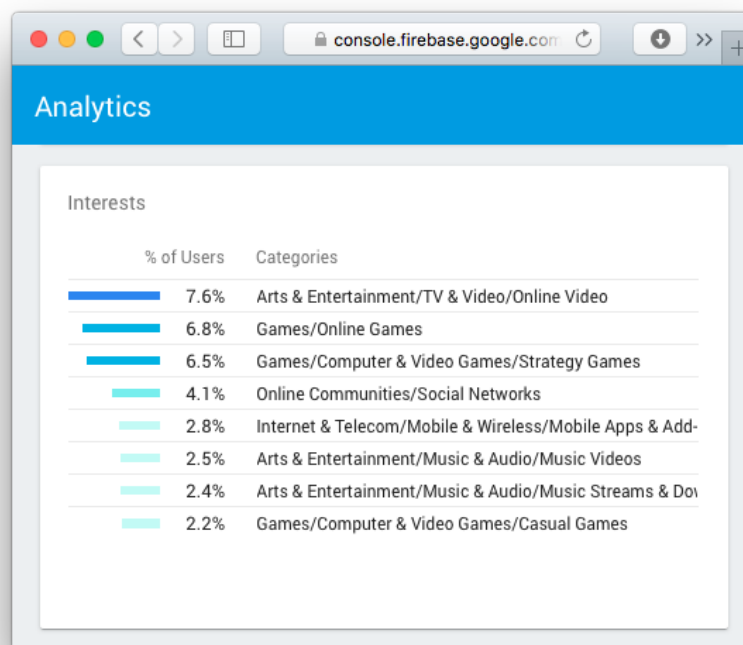 console.firebase.google.com
Analytics
Interests
% of Users Categories
7.6% Arts & Entertainment/TV & Video/Online Video
6.8% Games/Online Games
6.5% Games/Computer & Video Games/Strategy Games
4.1% Online Communities/Social Networks
2.8% Internet & Telecom/Mobile & Wireless/Mobile Apps & Add-
2.5% Arts & Entertainment/Music & Audio/Music Videos
2.4% Arts & Entertainment/Music & Audio/Music Streams &
2.2% Games/Computer & Video Games/Casual Games